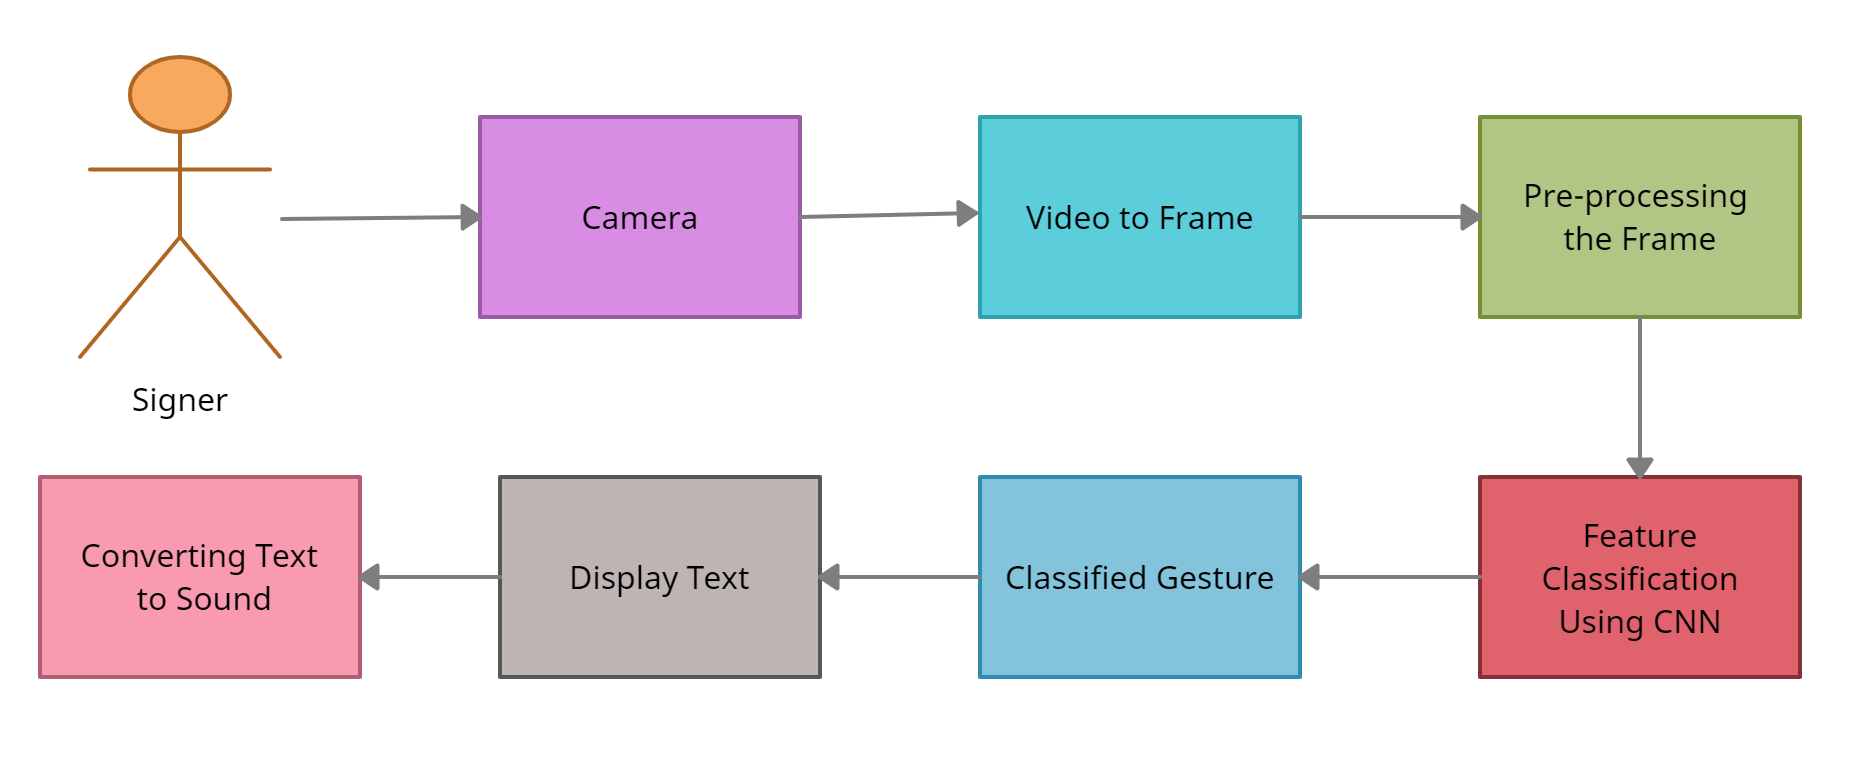 Camera
Video to Frame
Pre-processing
the Frame
Signer
Converting Text
to Sound
Display Text
Classified Gesture
Feature
Classification
Using CNN